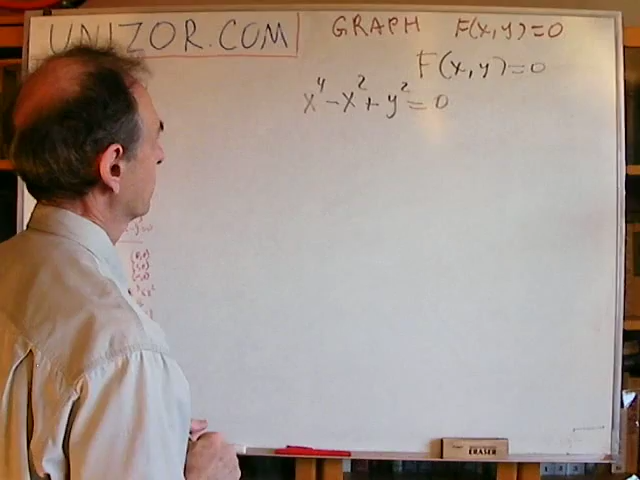 UNIZOR.COM GRAPH F(x,y)=0
F(x,y)=0
x⁴-x²+y²=0
ERASER